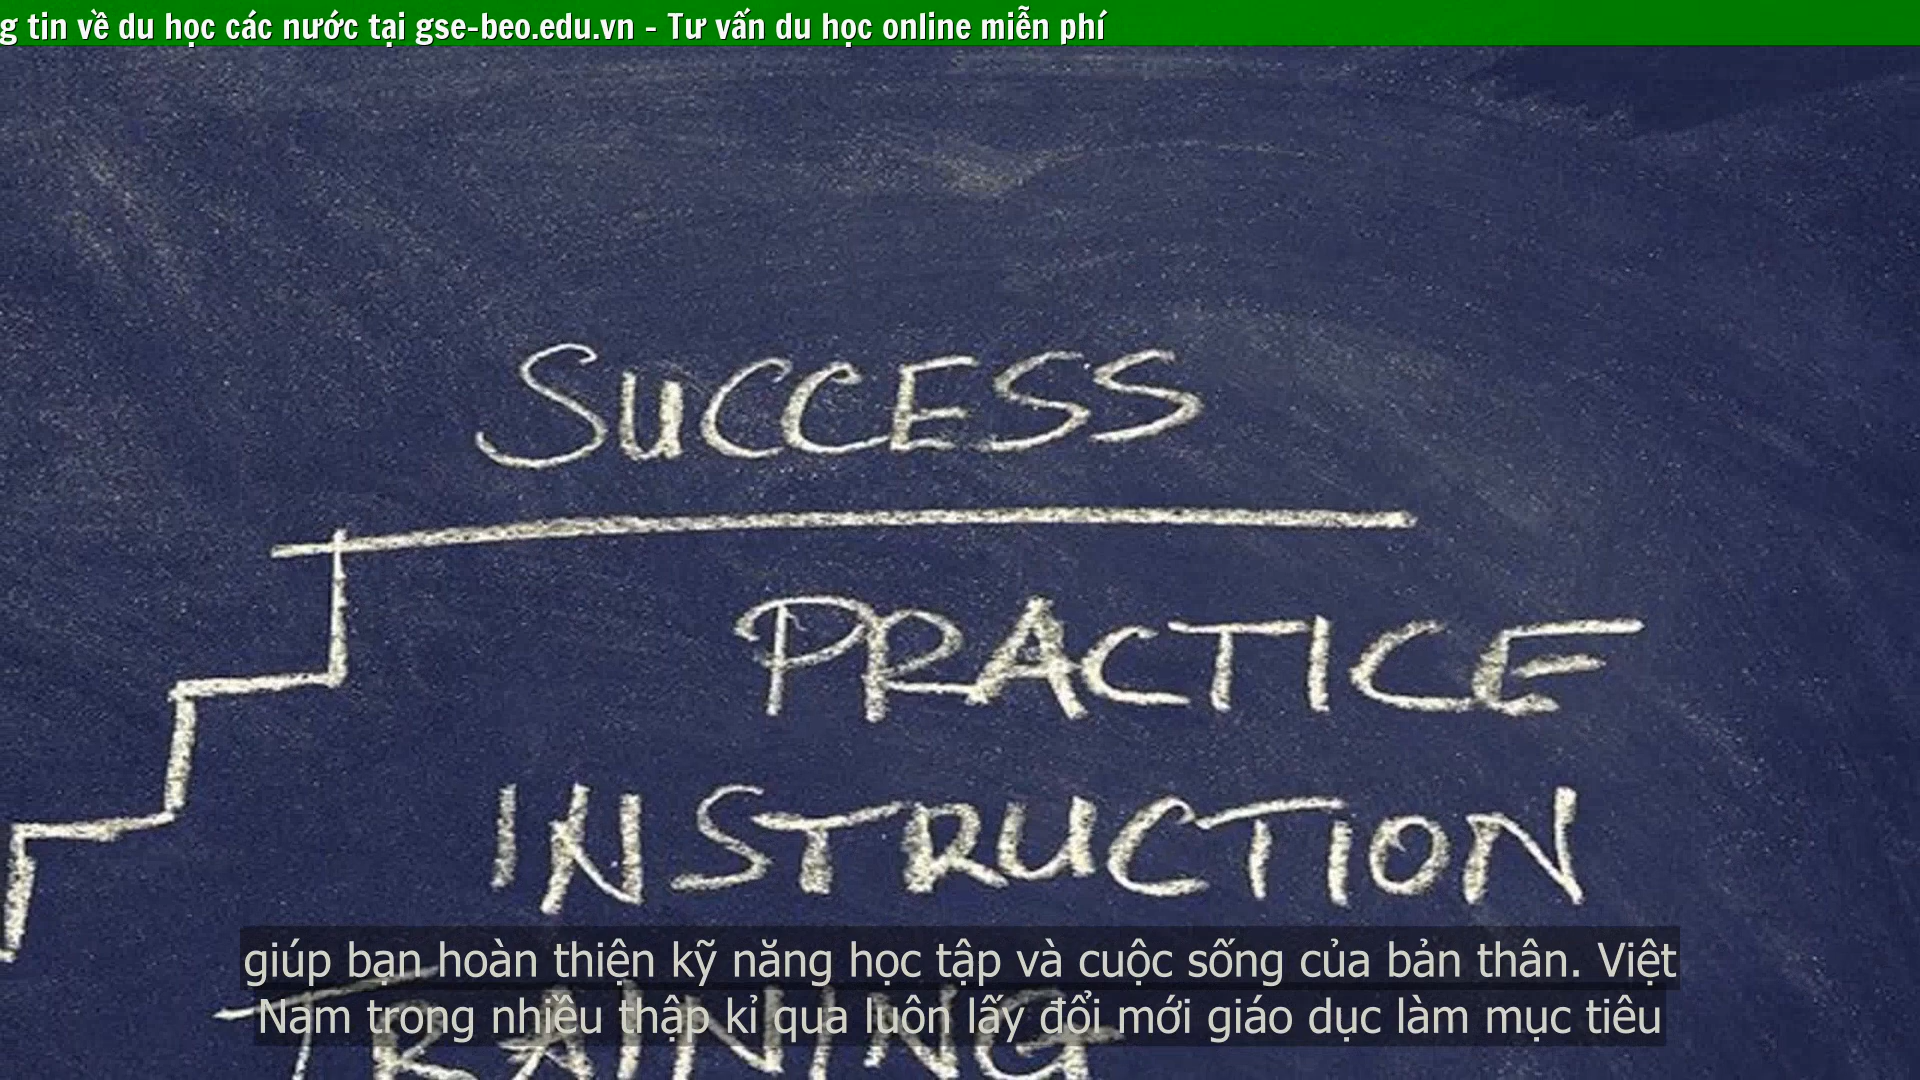 g tin về du học các nước tại gse-beo.edu.vn - Tư vấn du học online miễn phí
SUCCESS
PRACTICE
INSTRUCTION
TRAINING
giúp bạn hoàn thiện kỹ năng học tập và cuộc sống của bản thân. Việt
Nam trong nhiều thập kỉ qua luôn lấy đổi mới giáo dục làm mục tiêu